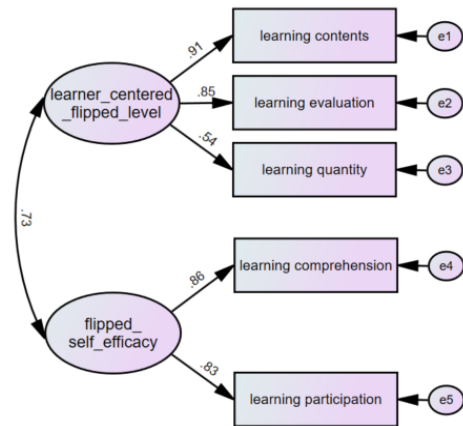 .91
learning contents
e1
learner_centered
_flipped_level
.85
learning evaluation
e2
.54
learning quantity
e3
.73
.86
learning comprehension
e4
flipped_
self_efficacy
.83
learning participation
e5